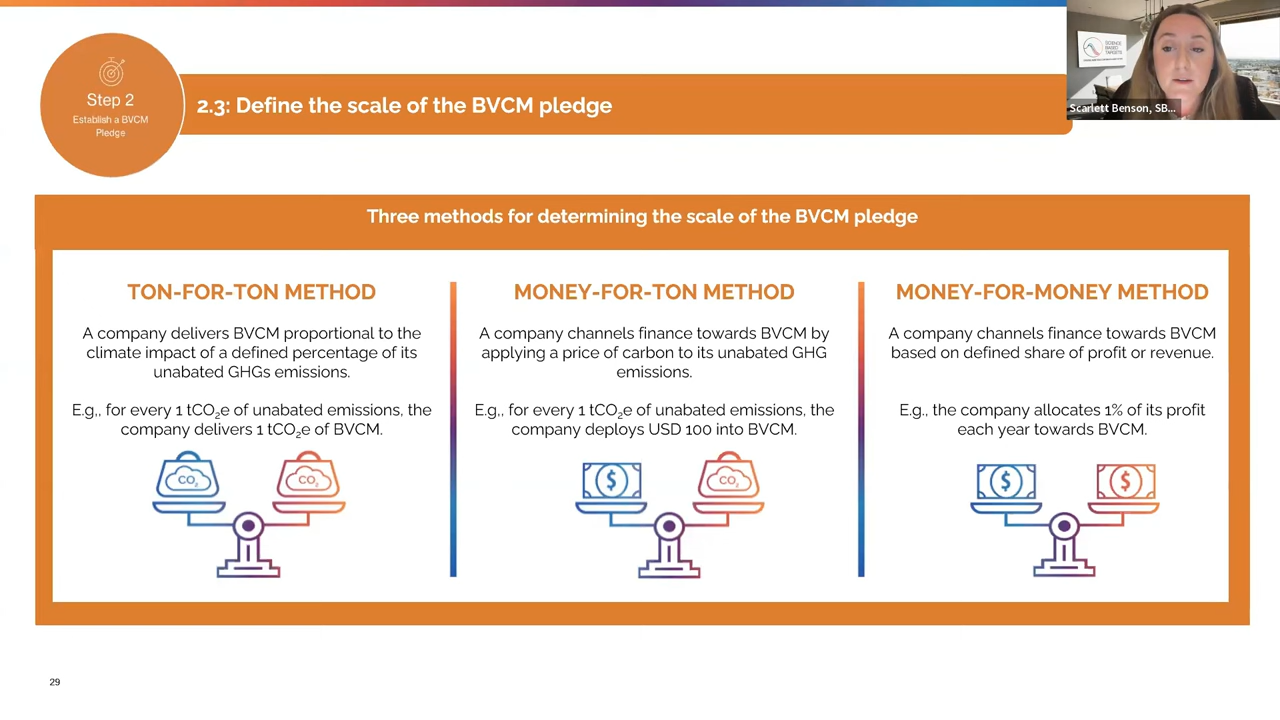 Step 2
Establish a BVCM
Pledge
2.3: Define the scale of the BVCM pledge
SCIENCE
BASED
TARGETS
Scarlett Benson, SB...
Three methods for determining the scale of the BVCM pledge
TON-FOR-TON METHOD
A company delivers BVCM proportional to the
climate impact of a defined percentage of its
unabated GHGs emissions.
E.g,, for every 1 tCO₂e of unabated emissions, the
company delivers 1 tCO₂e of BVCM.
CO₂
CO₂
MONEY-FOR-TON METHOD
A company channels finance towards BVCM by
applying a price of carbon to its unabated GHG
emissions.
E.g,, for every 1 tCO₂e of unabated emissions, the
company deploys USD 100 into BVCM.
$
CO₂
MONEY-FOR-MONEY METHOD
A company channels finance towards BVCM
based on defined share of profit or revenue.
E.g., the company allocates 1% of its profit
each year towards BVCM.
$
$
29